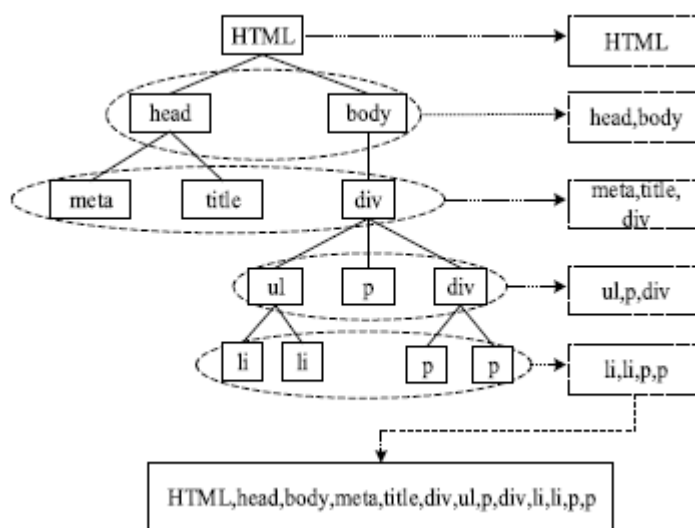 HTML
HTML
head
body
head,body
meta
title
div
meta,title,
div
ul
p
div
ul,p,div
li
li
p
p
li,li,p,p
HTML,head,body,meta,title,div,ul,p,div,li,li,p,p